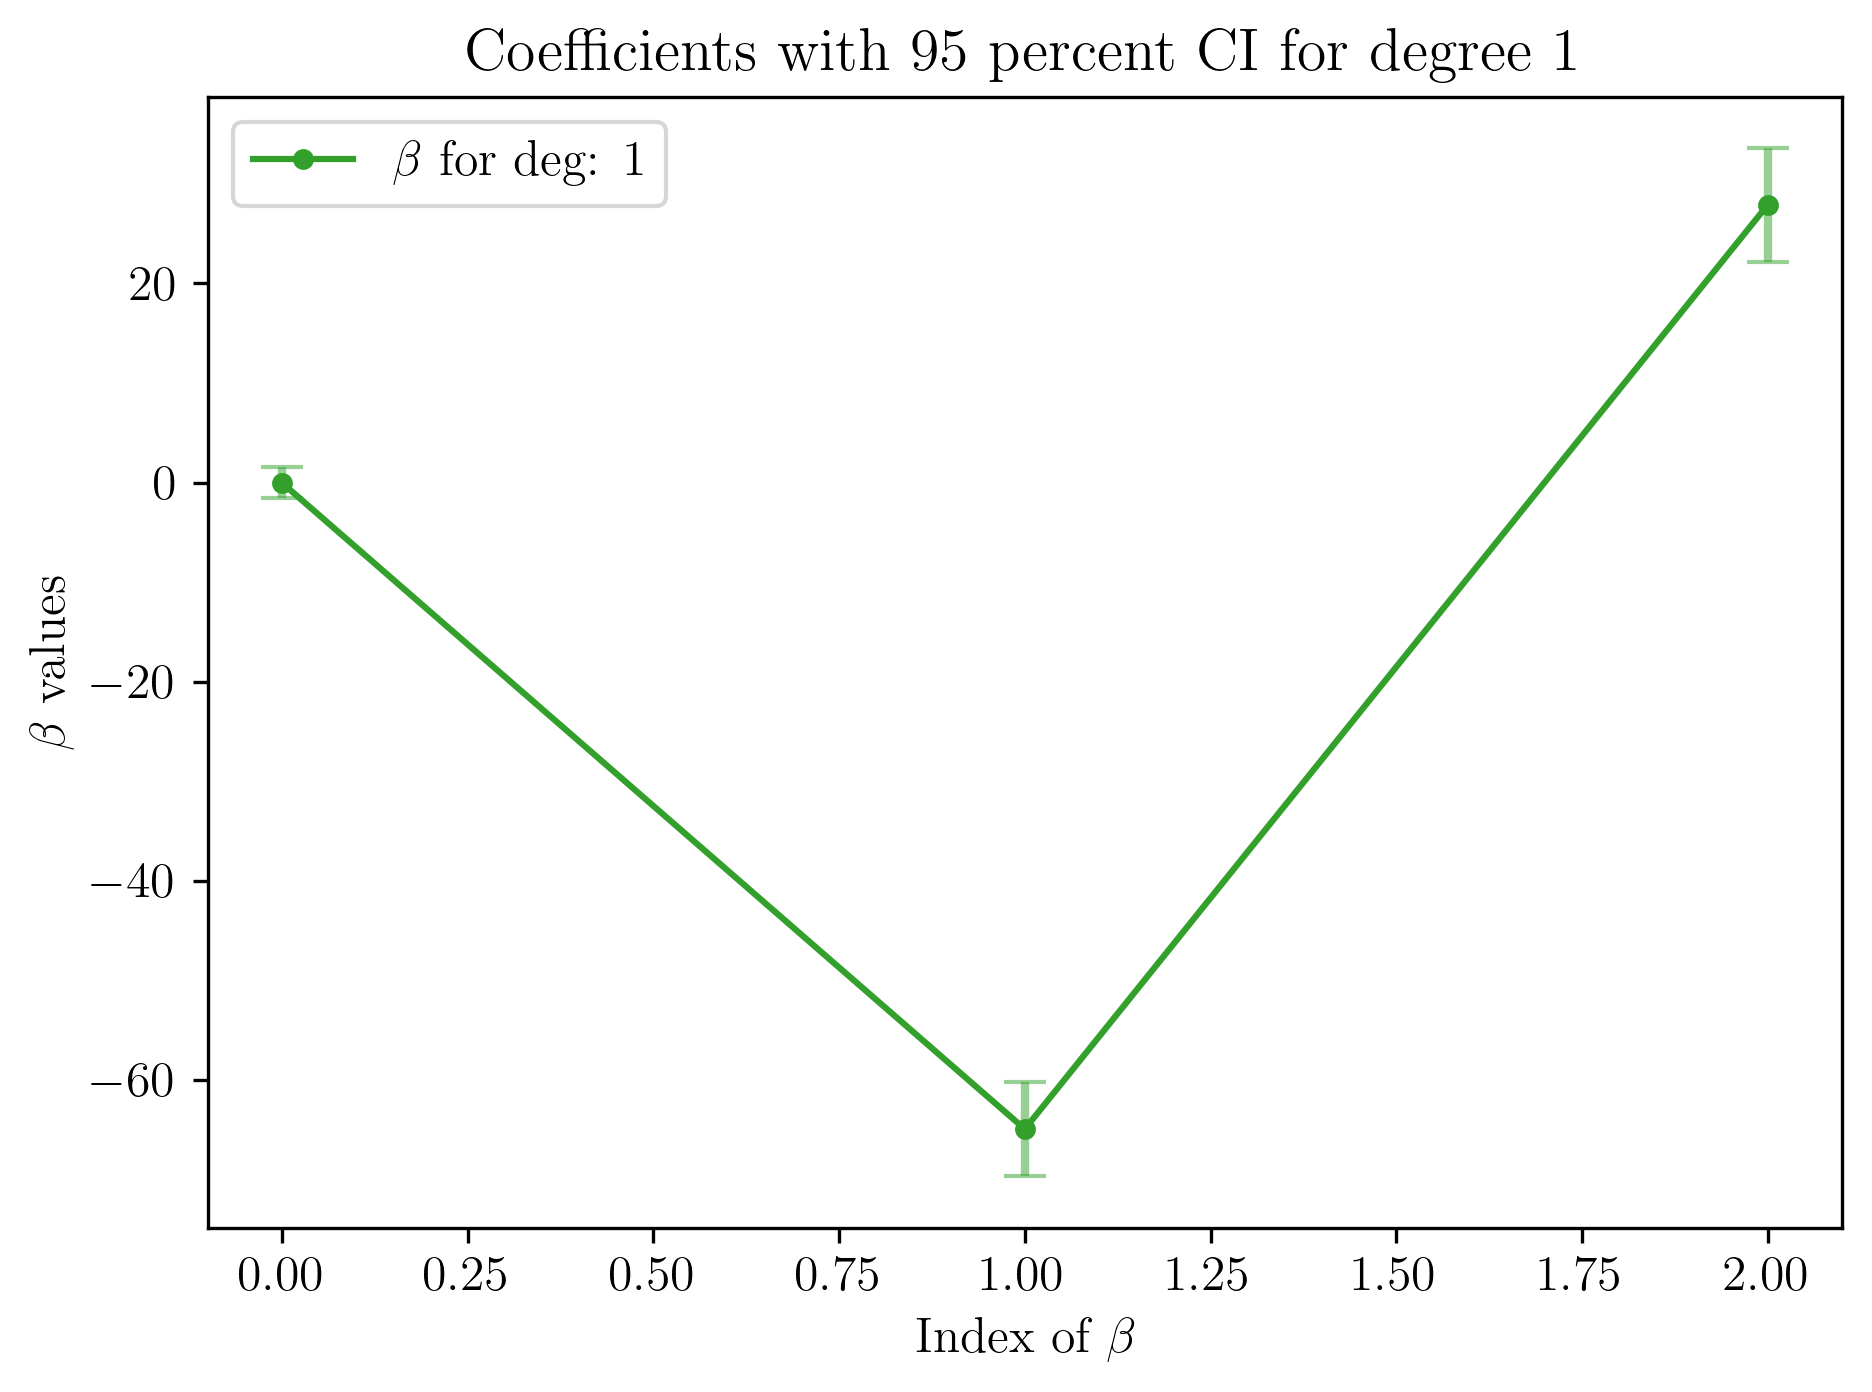 Coefficients with 95 percent CI for degree 1
β for deg: 1
20
0
−20
−40
−60
β values
0.00 0.25 0.50 0.75 1.00 1.25 1.50 1.75 2.00
Index of β